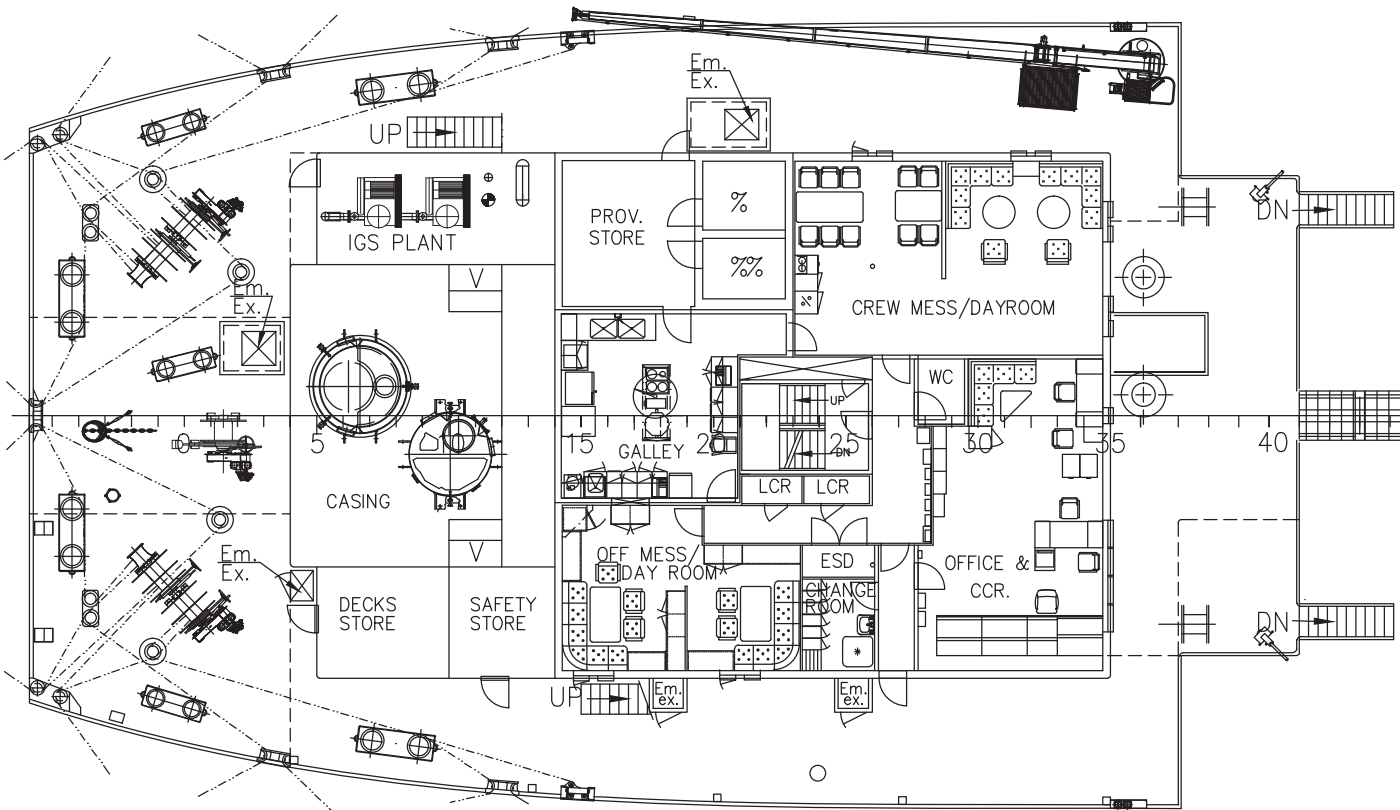 Em.
Ex.
UP
PROV.
STORE
%
%%
IGS PLANT
DN
Em.
Ex.
V
CREW MESS/DAYROOM
%
WC
UP
5
15
20
25
30
35
40
GALLEY
DN
CASING
LCR
LCR
V
Em.
Ex.
OFF MESS/
DAY ROOM
ESD
OFFICE &
CCR.
DECKS
STORE
SAFETY
STORE
CHANGE
ROOM
DN
UP
Em.
ex.
Em.
ex.